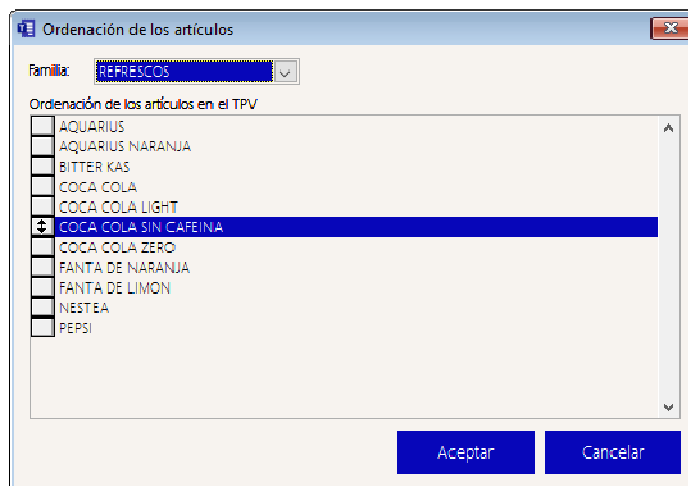 Ordenación de los artículos
Familia: REFRESCOS
Ordenación de los artículos en el TPV
AQUARIUS
AQUARIUS NARANJA
BITTER KAS
COCA COLA
COCA COLA LIGHT
COCA COLA SIN CAFEINA
COCA COLA ZERO
FANTA DE NARANJA
FANTA DE LIMON
NESTEA
PEPSI
Aceptar Cancelar